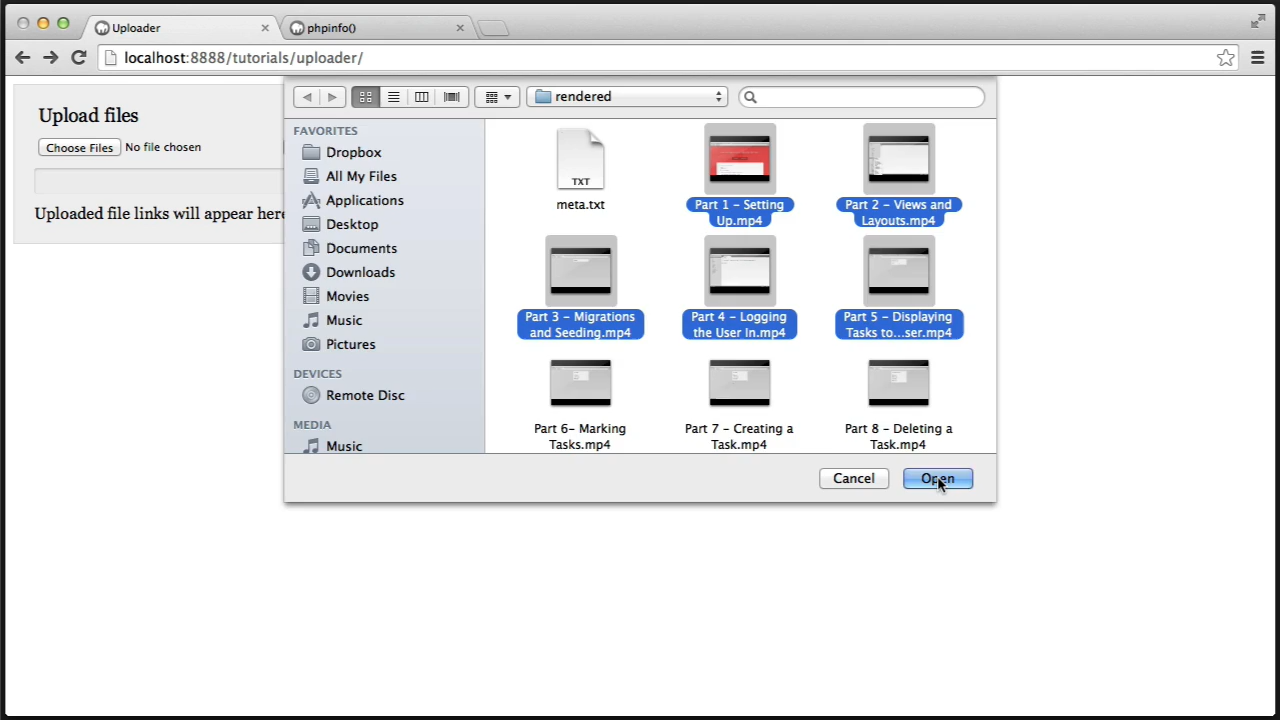 Uploader
phpinfo()
localhost:8888/tutorials/uploader/
Upload files
Choose Files No file chosen
Uploaded file links will appear here
rendered
FAVORITES
Dropbox
All My Files
Applications
Desktop
Documents
Downloads
Movies
Music
Pictures
DEVICES
Remote Disc
MEDIA
Music
TXT
meta.txt
Part 1 - Setting
Up.mp4
Part 2 - Views and
Layouts.mp4
Part 3 - Migrations
and Seeding.mp4
Part 4 - Logging
the User In.mp4
Part 5 - Displaying
Tasks to...ser.mp4
Part 6- Marking
Tasks.mp4
Part 7 - Creating a
Task.mp4
Part 8 - Deleting a
Task.mp4
Cancel
Open